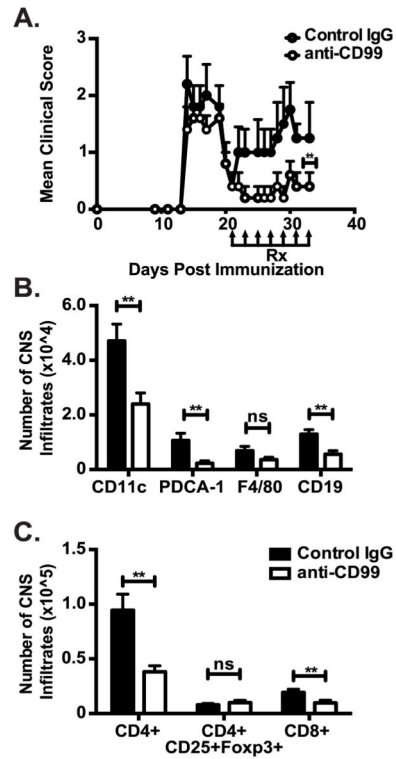 A.
Control IgG
anti-CD99
Mean Clinical Score
3
2
1
0
**
0 10 20 30 40
Rx
Days Post Immunization
B.
Number of CNS
Infiltrates (x10^4)
6.0
4.0
2.0
0.0
** ** ns **
CD11c PDCA-1 F4/80 CD19
C.
Control IgG
anti-CD99
Number of CNS
Infiltrates (x10^5)
1.5
1.0
0.5
0.0
** ns **
CD4+ CD4+ CD8+
CD25+Foxp3+